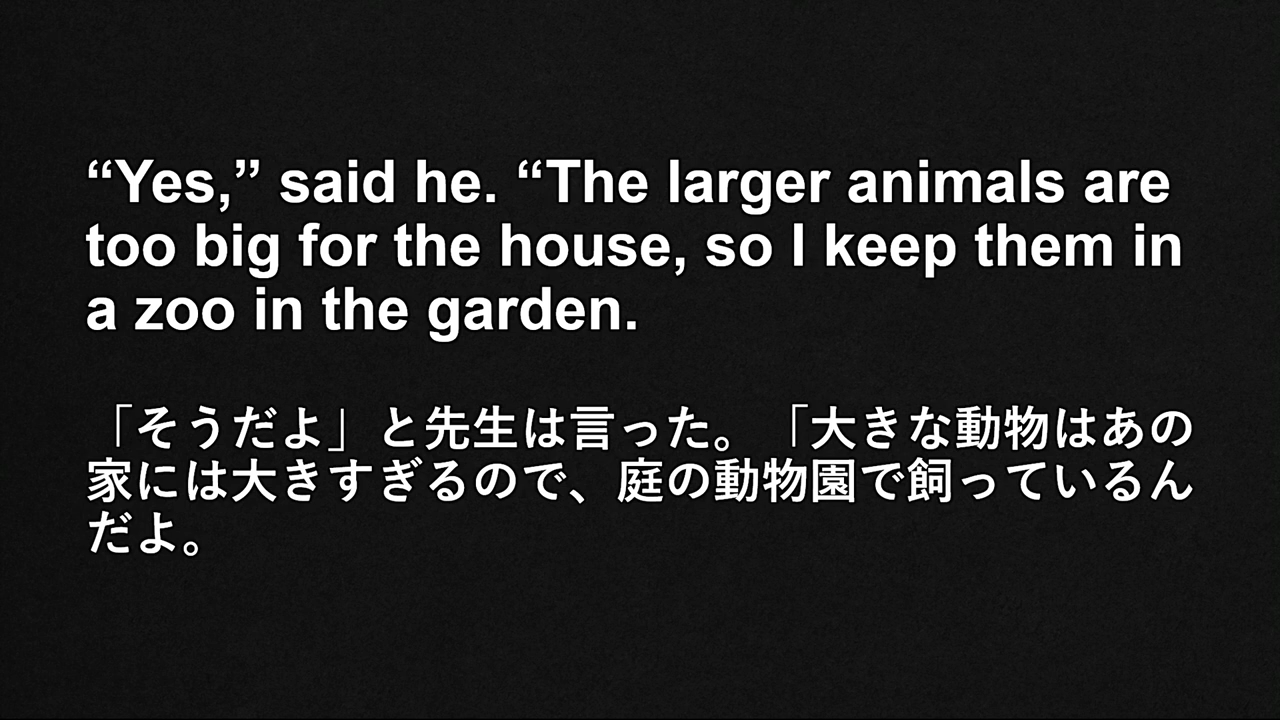 “Yes,” said he. “The larger animals are
too big for the house, so I keep them in
a zoo in the garden.
「そうだよ」と先生は言った。「大きな動物はあの
家には大きすぎるので、庭の動物園で飼っているん
だよ。